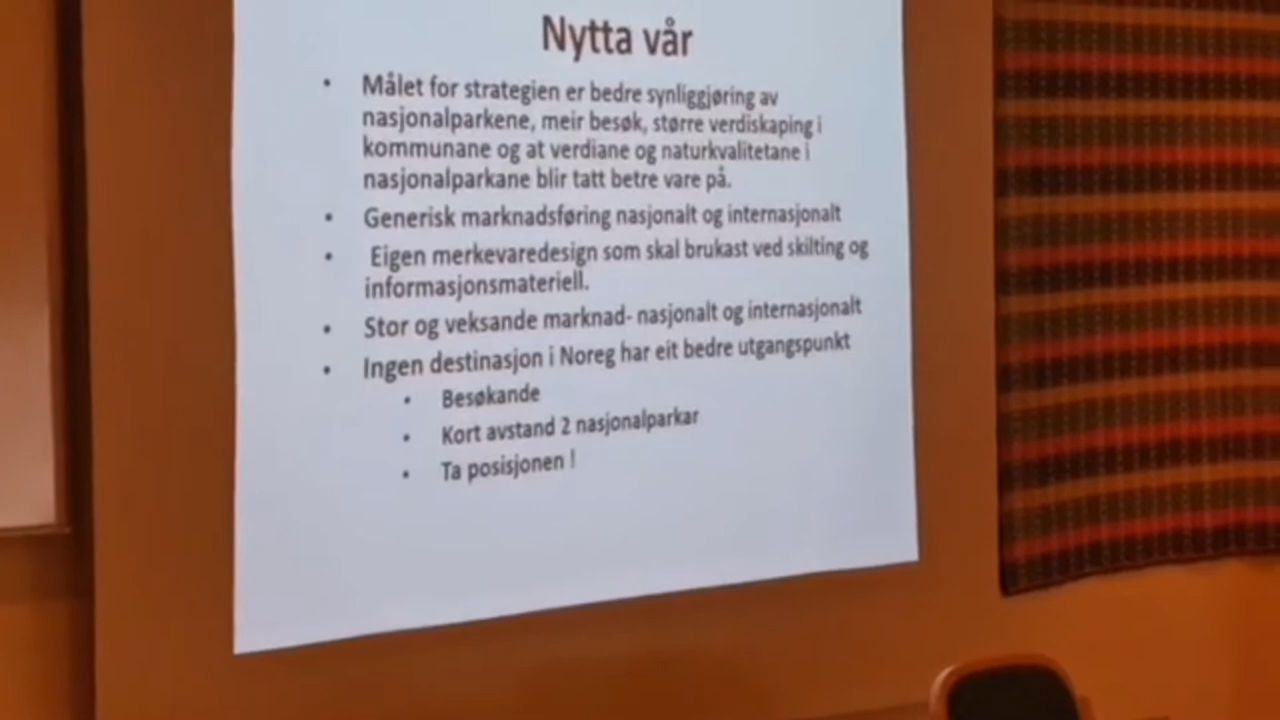 Nytta vår
• Målet for strategien er bedre synliggjøring av
nasjonalparkene, meir besøk, større verdiskaping i
kommunane og at verdiane og naturkvalitetane i
nasjonalparkane blir tatt betre vare på.
• Generisk marknadsføring nasjonalt og internasjonalt
• Eigen merkevaredesign som skal brukast ved skilting og
informasjonsmateriell.
• Stor og veksande marknad- nasjonalt og internasjonalt
• Ingen destinasjon i Noreg har eit bedre utgangspunkt
• Besøkande
• Kort avstand 2 nasjonalparkar
• Ta posisjonen !